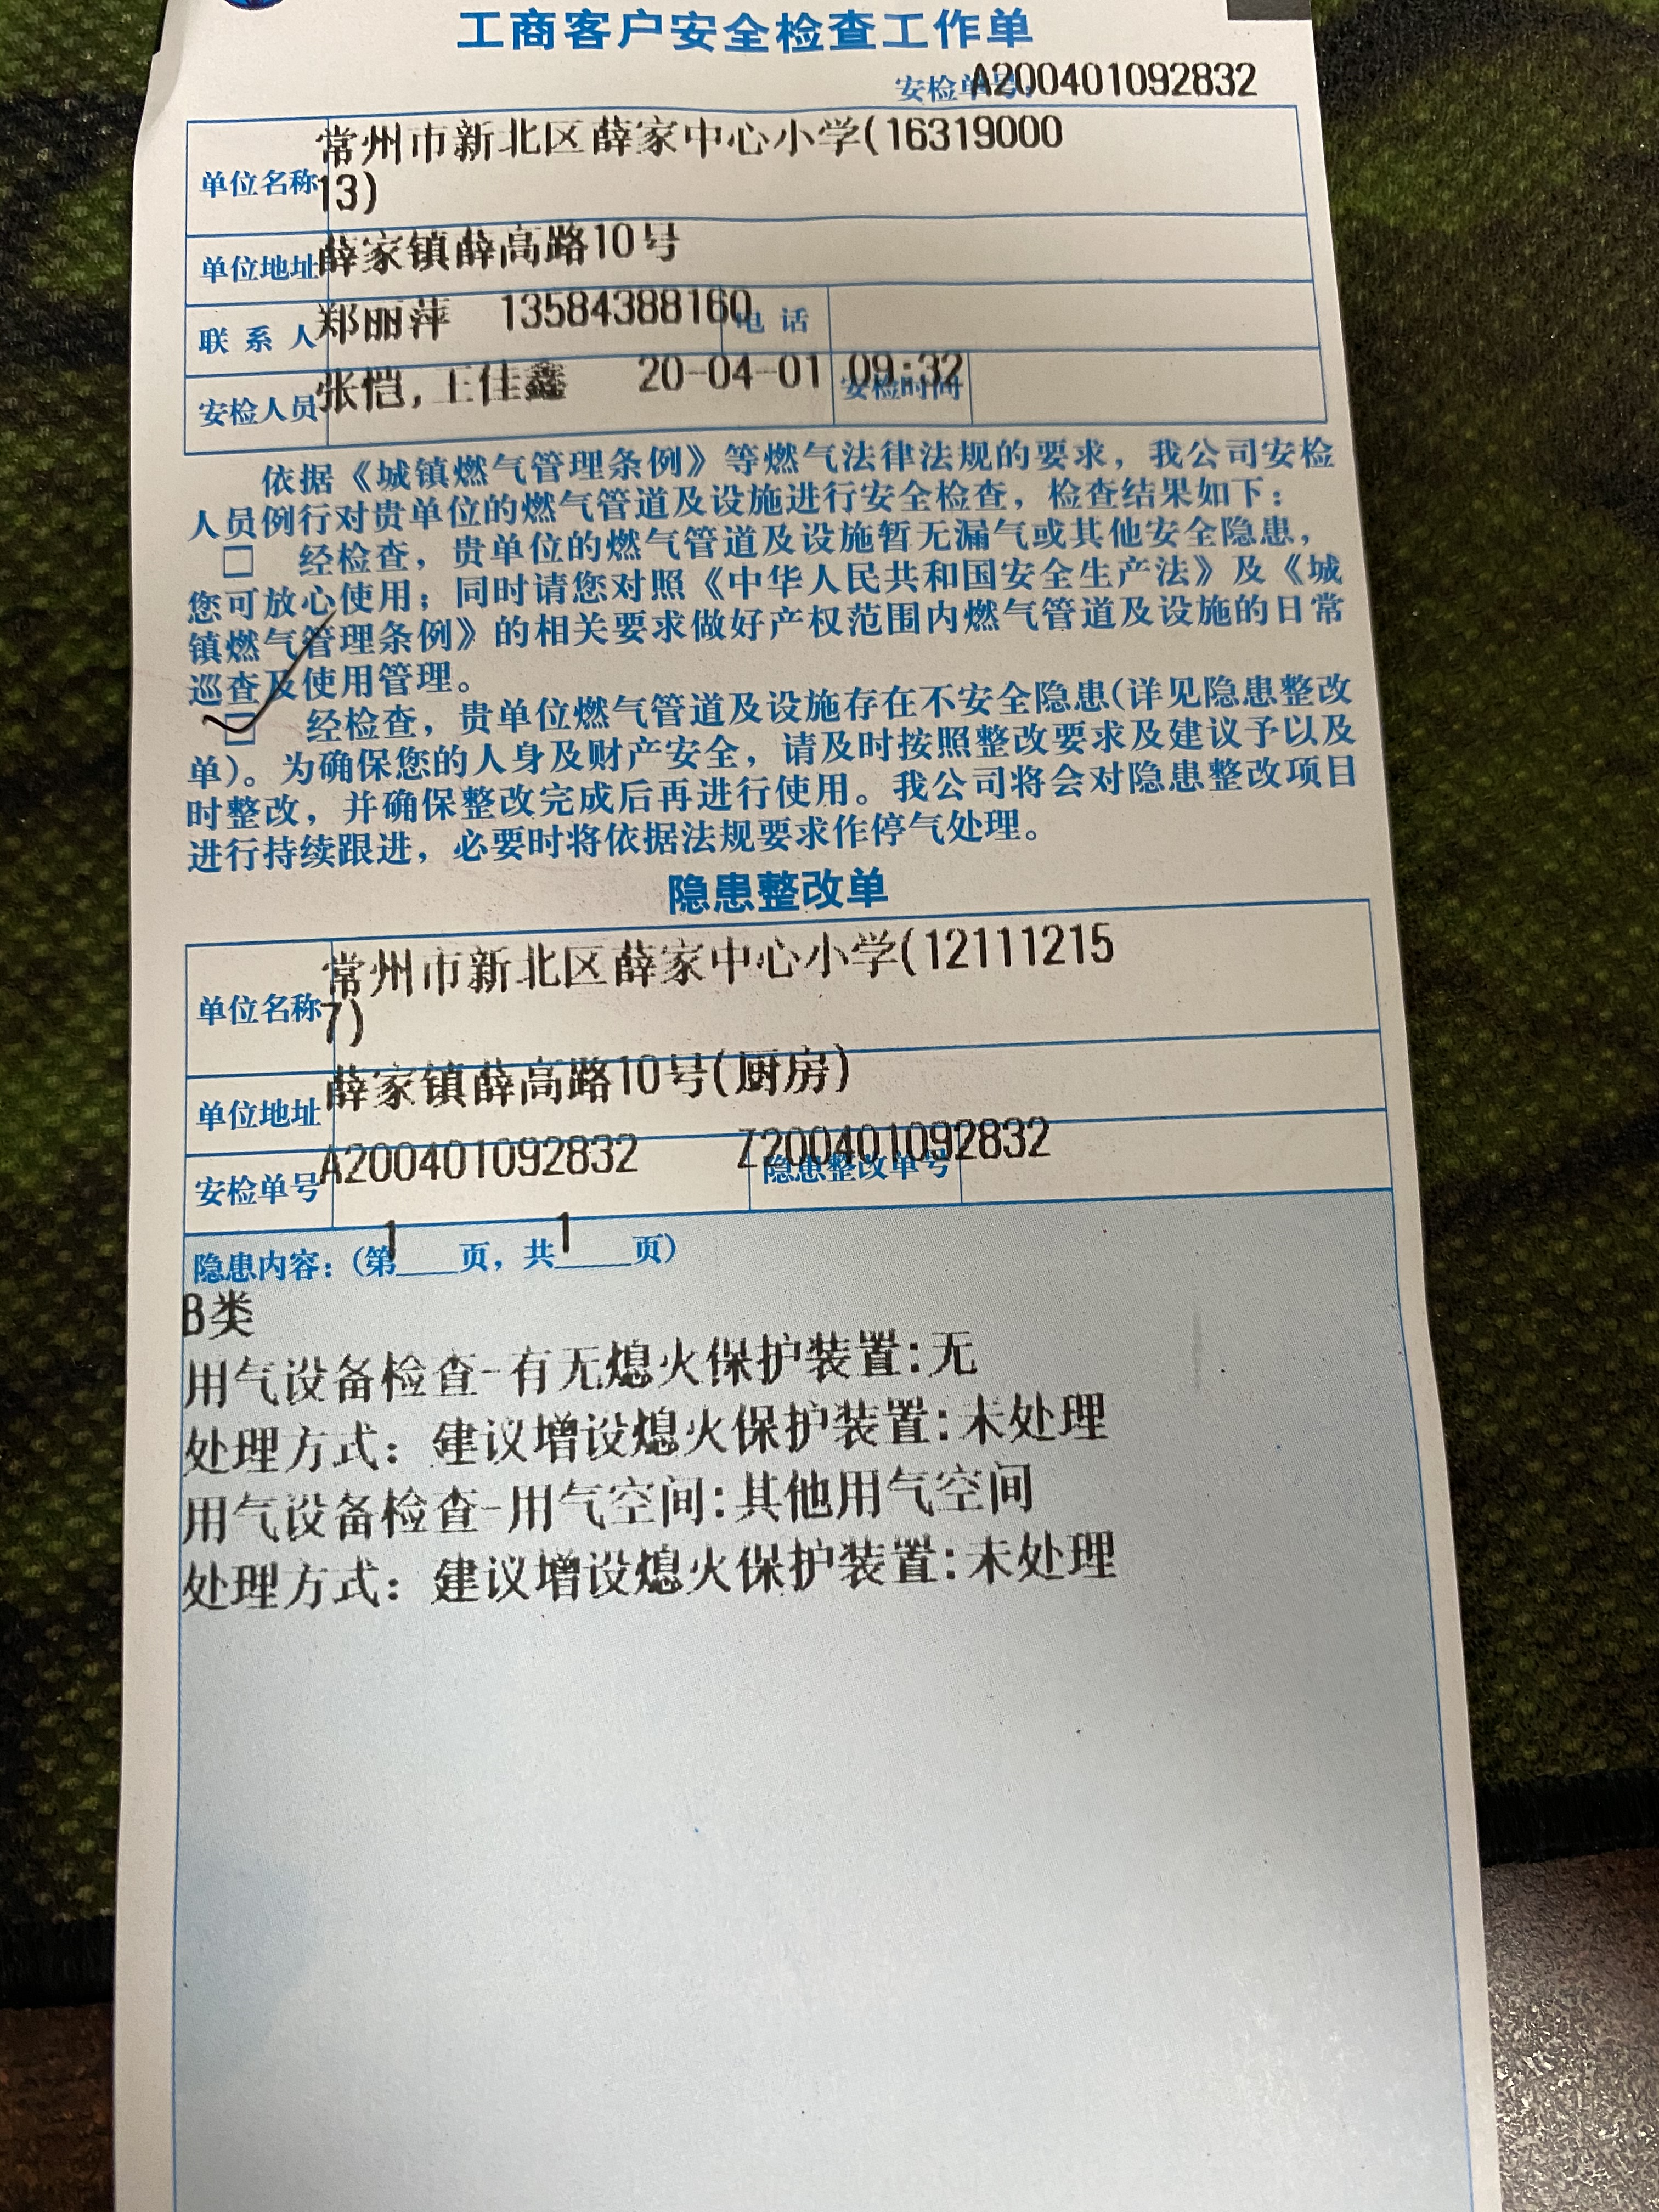 工商客户安全检查工作单
安检单号: A200401092832
单位名称 常州市新北区薛家中心小学(16319000
13)
单位地址 薛家镇薛高路10号
联系人 郑丽萍 13584388160 电话
安检人员 张恺,王佳鑫 20-04-01 09:32 安检时间
依据《城镇燃气管理条例》等燃气法律法规的要求，我公司安检
人员例行对贵单位的燃气管道及设施进行安全检查，检查结果如下：
□ 经检查，贵单位的燃气管道及设施暂无漏气或其他安全隐患，
您可放心使用；同时请您对照《中华人民共和国安全生产法》及《城
镇燃气管理条例》的相关要求做好产权范围内燃气管道及设施的日常
巡查及使用管理。
☑ 经检查，贵单位燃气管道及设施存在不安全隐患(详见隐患整改
单)。为确保您的人身及财产安全，请及时按照整改要求及建议予以及
时整改，并确保整改完成后再进行使用。我公司将会对隐患整改项目
进行持续跟进，必要时将依据法规要求作停气处理。
隐患整改单
单位名称 常州市新北区薛家中心小学(12111215
7)
单位地址 薛家镇薛高路10号(厨房)
安检单号 A200401092832 隐患整改单号 Z200401092832
隐患内容：(第1页，共1页)
B类
用气设备检查-有无熄火保护装置:无
处理方式：建议增设熄火保护装置:未处理
用气设备检查-用气空间:其他用气空间
处理方式：建议增设熄火保护装置:未处理